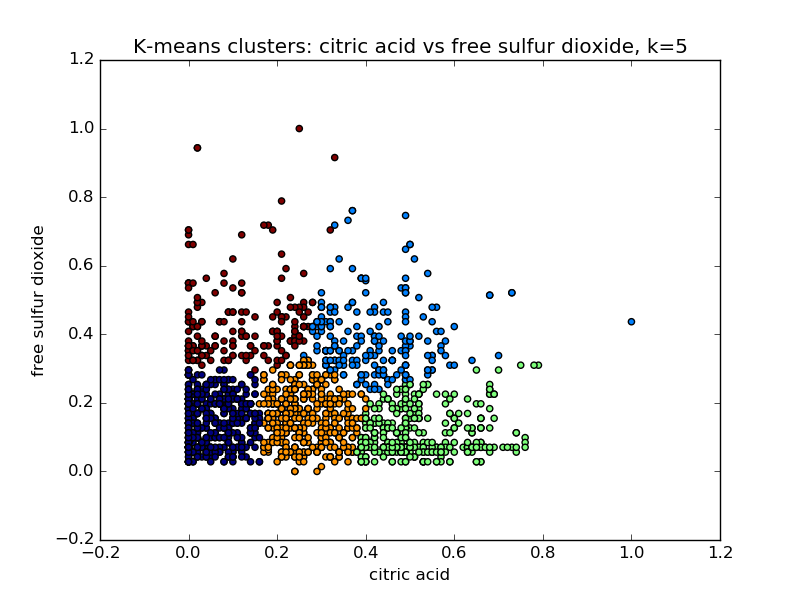 K-means clusters: citric acid vs free sulfur dioxide, k=5
1.2
1.0
0.8
0.6
0.4
0.2
0.0
−0.2
free sulfur dioxide
−0.2 0.0 0.2 0.4 0.6 0.8 1.0 1.2
citric acid